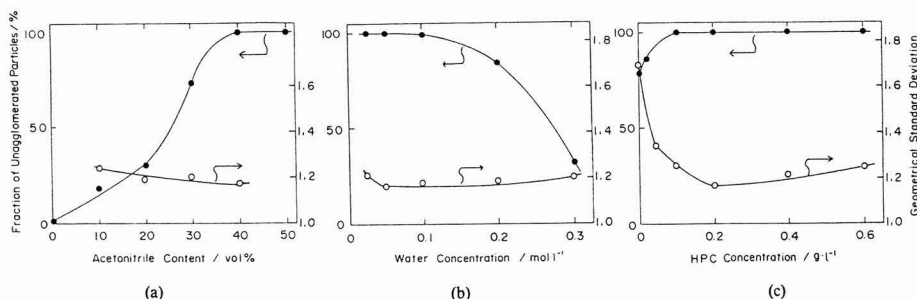 (a)
(b)
(c)
Fraction of Unagglomerated Particles / %
100
50
0
1.6
1.4
1.2
1.0
0 10 20 30 40 50
Acetonitrile Content / vol%
100
50
0
1.8
1.6
1.4
1.2
1.0
0 0.1 0.2 0.3
Water Concentration / mol l⁻¹
100
50
0
1.8
1.6
1.4
1.2
1.0
0 0.2 0.4 0.6
HPC Concentration / g·l⁻¹
Geometrical Standard Deviation
(a)
(b)
(c)